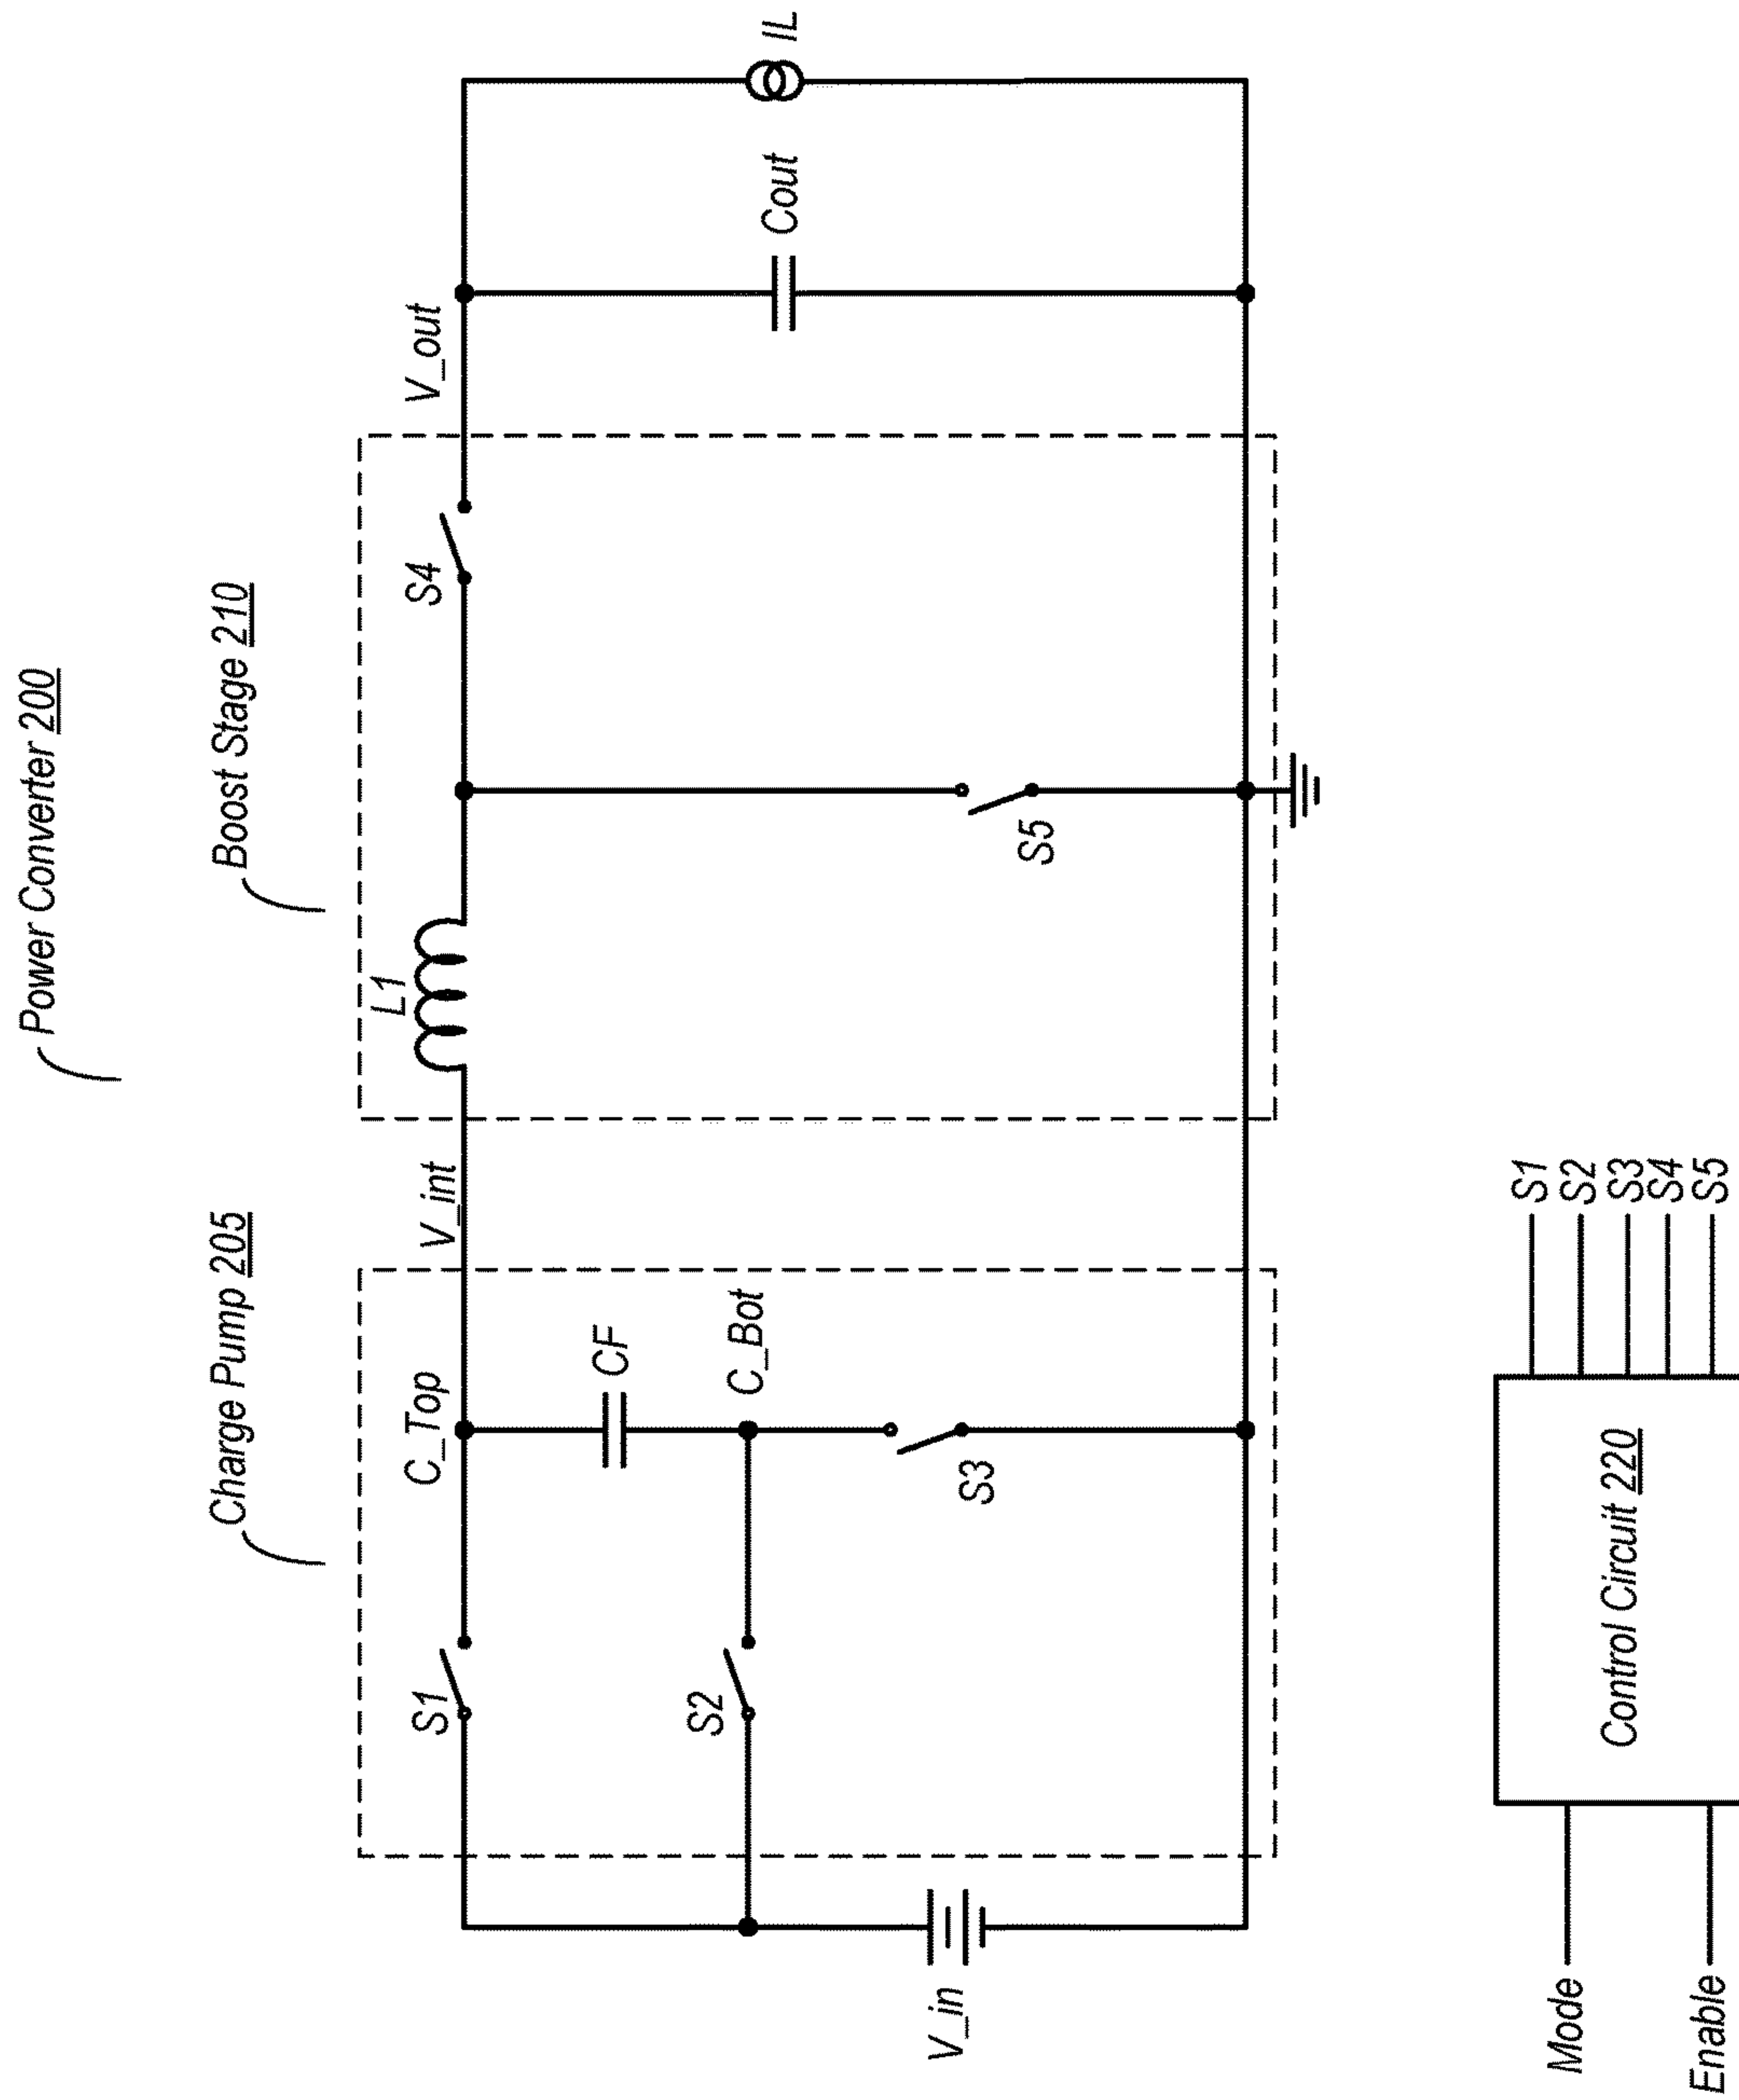 Power Converter 200
Charge Pump 205
Boost Stage 210
S1
C_Top
V_int
L1
S4
V_out
CF
S2
C_Bot
Cout
IL
V_in
S3
S5
Mode
Enable
Control Circuit 220
S1
S2
S3
S4
S5